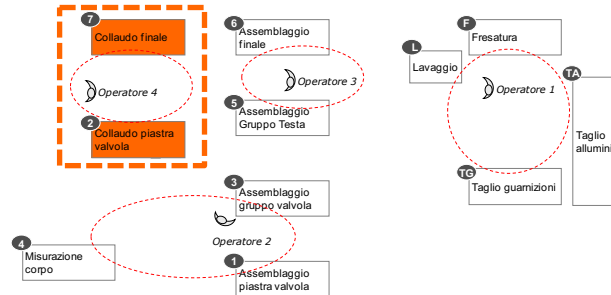 7
Collaudo finale
Operatore 4
2
Collaudo piastra
valvola
6
Assemblaggio
finale
Operatore 3
5
Assemblaggio
Gruppo Testa
F
Fresatura
L
Lavaggio
Operatore 1
TA
Taglio
allumini
TG
Taglio guarnizioni
3
Assemblaggio
gruppo valvola
Operatore 2
4
Misurazione
corpo
1
Assemblaggio
piastra valvola